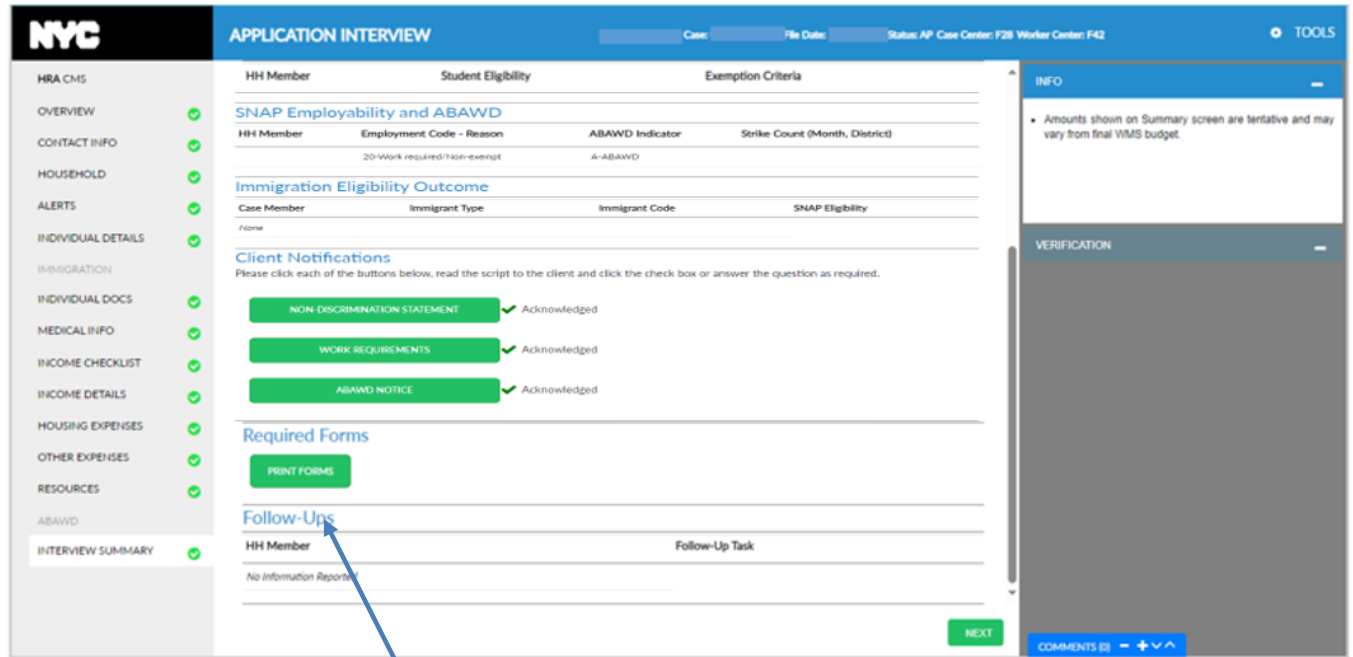 NYC
APPLICATION INTERVIEW
Case:
File Date:
Status: AP Case Center: F28 Worker Center: F42
TOOLS
HRA CMS
OVERVIEW
CONTACT INFO
HOUSEHOLD
ALERTS
INDIVIDUAL DETAILS
IMMIGRATION
INDIVIDUAL DOCS
MEDICAL INFO
INCOME CHECKLIST
INCOME DETAILS
HOUSING EXPENSES
OTHER EXPENSES
RESOURCES
ABAWD
INTERVIEW SUMMARY
HH Member Student Eligibility Exemption Criteria
SNAP Employability and ABAWD
HH Member Employment Code - Reason ABAWD Indicator Strike Count (Month, District)
20-Work required/Non-exempt A-ABAWD
Immigration Eligibility Outcome
Case Member Immigrant Type Immigrant Code SNAP Eligibility
None
Client Notifications
Please click each of the buttons below, read the script to the client and click the check box or answer the question as required.
NON-DISCRIMINATION STATEMENT Acknowledged
WORK REQUIREMENTS Acknowledged
ABAWD NOTICE Acknowledged
Required Forms
PRINT FORMS
Follow-Ups
HH Member Follow-Up Task
No Information Reported
NEXT
INFO
Amounts shown on Summary screen are tentative and may
vary from final WMS budget.
VERIFICATION
COMMENTS (0)